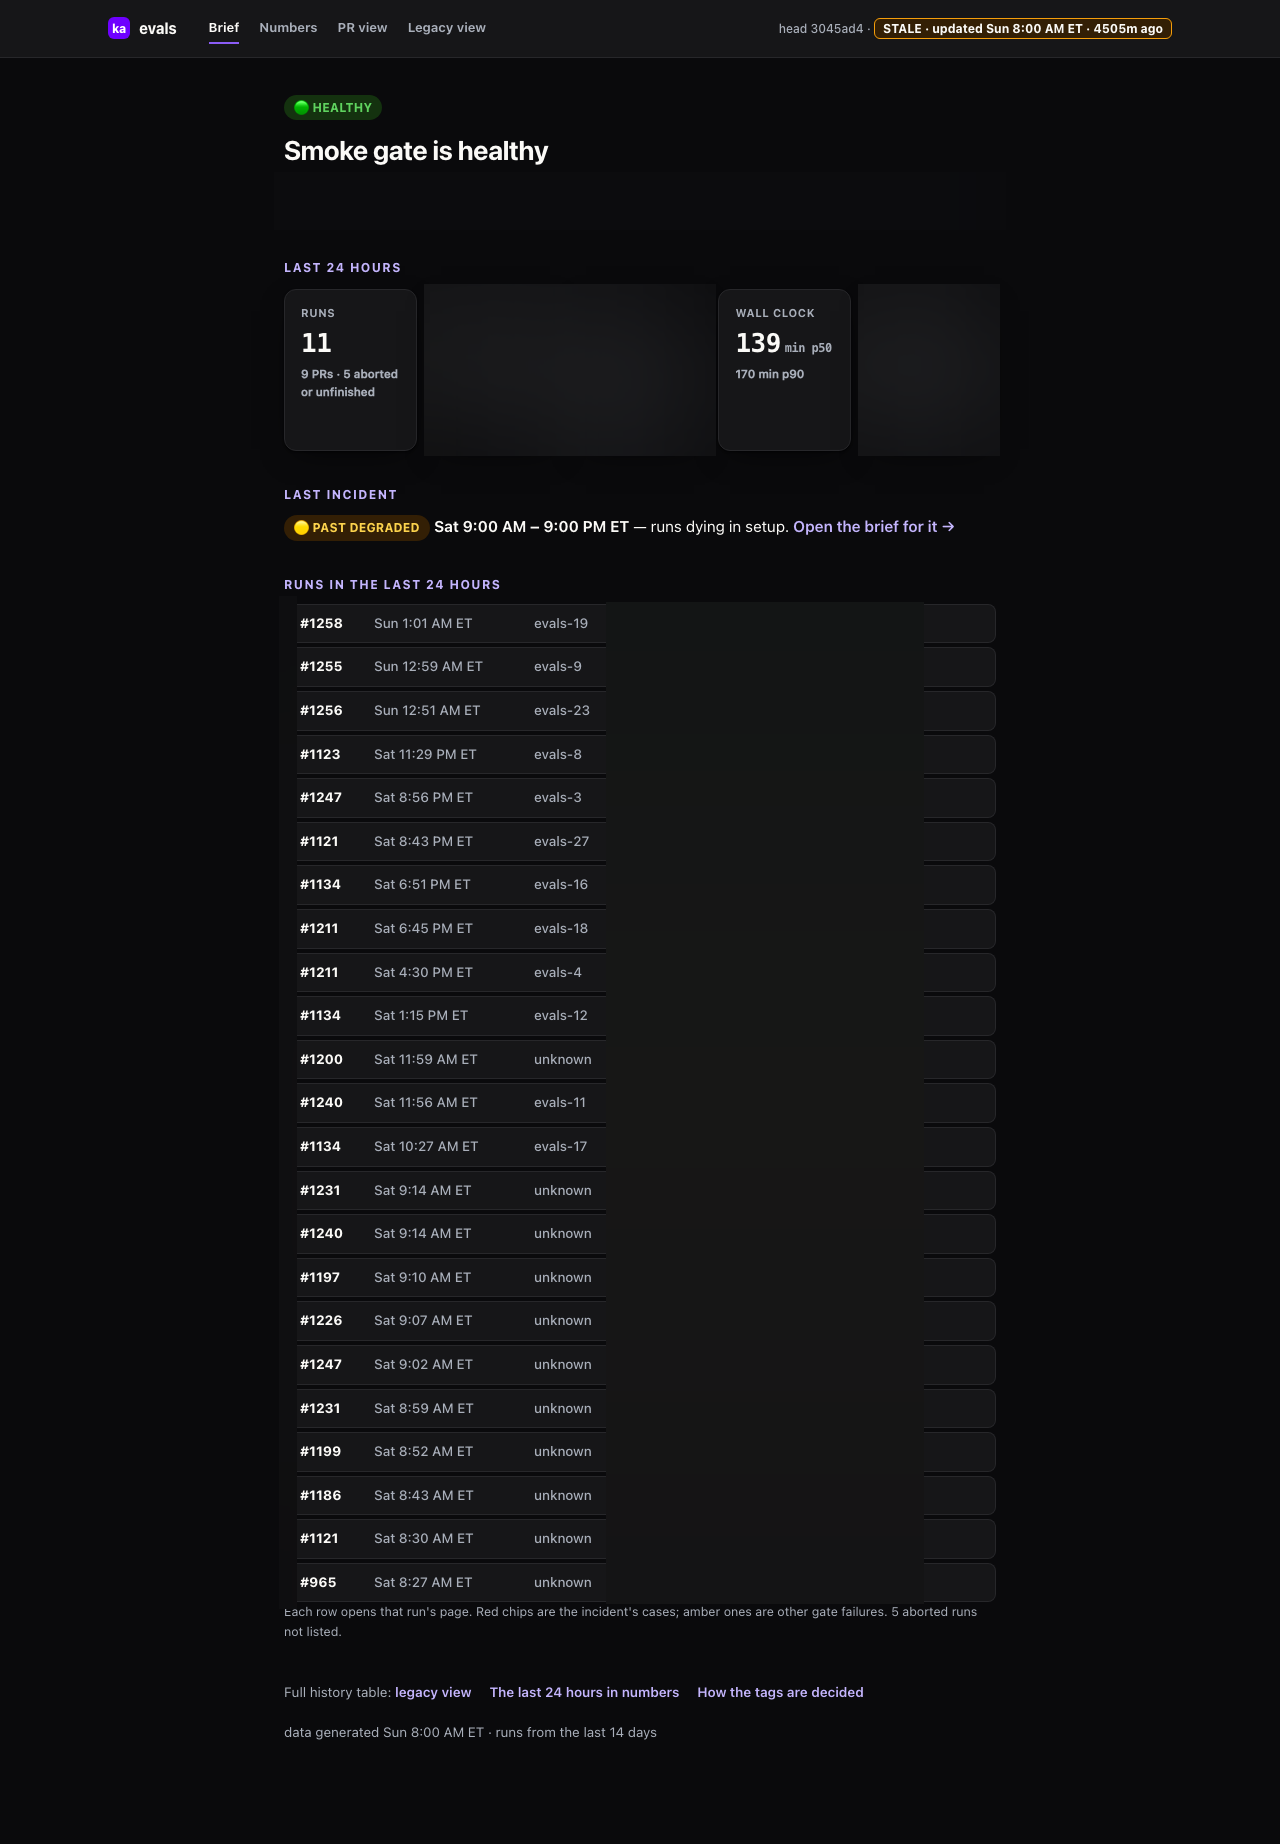 ka evals Brief Numbers PR view Legacy view head 3045ad4 · STALE · updated Sun 8:00 AM ET · 4505m ago
HEALTHY
Smoke gate is healthy
LAST 24 HOURS
RUNS
11
9 PRs · 5 aborted
or unfinished
WALL CLOCK
139 min p50
170 min p90
LAST INCIDENT
PAST DEGRADED Sat 9:00 AM – 9:00 PM ET — runs dying in setup. Open the brief for it →
RUNS IN THE LAST 24 HOURS
#1258 Sun 1:01 AM ET evals-19
#1255 Sun 12:59 AM ET evals-9
#1256 Sun 12:51 AM ET evals-23
#1123 Sat 11:29 PM ET evals-8
#1247 Sat 8:56 PM ET evals-3
#1121 Sat 8:43 PM ET evals-27
#1134 Sat 6:51 PM ET evals-16
#1211 Sat 6:45 PM ET evals-18
#1211 Sat 4:30 PM ET evals-4
#1134 Sat 1:15 PM ET evals-12
#1200 Sat 11:59 AM ET unknown
#1240 Sat 11:56 AM ET evals-11
#1134 Sat 10:27 AM ET evals-17
#1231 Sat 9:14 AM ET unknown
#1240 Sat 9:14 AM ET unknown
#1197 Sat 9:10 AM ET unknown
#1226 Sat 9:07 AM ET unknown
#1247 Sat 9:02 AM ET unknown
#1231 Sat 8:59 AM ET unknown
#1199 Sat 8:52 AM ET unknown
#1186 Sat 8:43 AM ET unknown
#1121 Sat 8:30 AM ET unknown
#965 Sat 8:27 AM ET unknown
Each row opens that run's page. Red chips are the incident's cases; amber ones are other gate failures. 5 aborted runs
not listed.
Full history table: legacy view The last 24 hours in numbers How the tags are decided
data generated Sun 8:00 AM ET · runs from the last 14 days